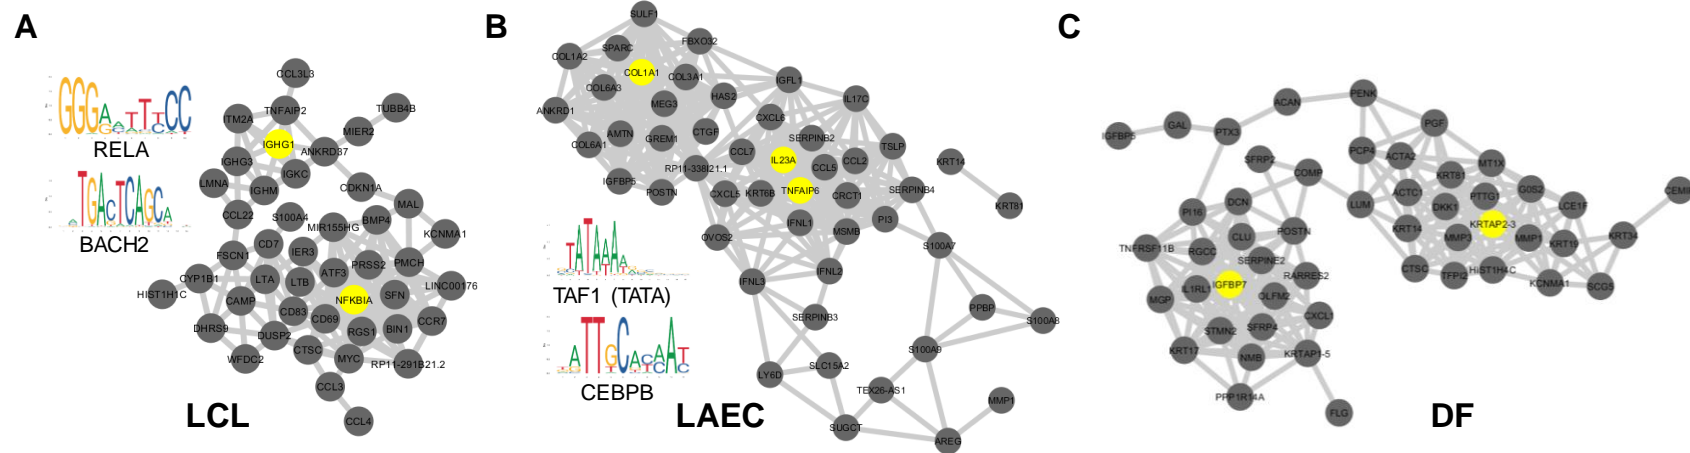 A
CCL3L3
TNFAIP2
TUBB4B
ITM2A
MIER2
IGHG1
ANKRD37
IGHG3
IGKC
RELA
LMNA
IGHM
CDKN1A
MAL
CCL22
S100A4
BMP4
MIR155HG
KCNMA1
BACH2
CD7
IER3
FSCN1
PRSS2
PMCH
ATF3
CYP1B1
LTA
LTB
LINC00176
HIST1H1C
CAMP
NFKBIA
SFN
CD83
CD69
CCR7
DHRS9
DUSP2
RGS1
BIN1
CTSC
WFDC2
MYC
RP11-291B21.2
CCL3
CCL4
LCL
B
SULF1
SPARC
FBXO32
COL1A2
COL1A1
COL3A1
IGFL1
COL6A3
HAS2
IL17C
ANKRD1
MEG3
CXCL6
AMTN
GREM1
CTGF
SERPINB2
COL6A1
CCL7
IL23A
CCL2
TSLP
CCL5
RP11-338I21.1
KRT14
IGFBP5
POSTN
CXCL5
KRT6B
TNFAIP6
CRCT1
SERPINB4
KRT81
IFNL1
PI3
OVOS2
MSMB
S100A7
IFNL2
IFNL3
TAF1 (TATA)
SERPINB3
PPBP
S100A8
S100A9
LY6D
SLC15A2
TEX26-AS1
CEBPB
MMP1
SUGCT
AREG
LAEC
C
ACAN
PENK
IGFBP5
GAL
PTX3
PGF
SFRP2
PCP4
ACTA2
MT1X
COMP
KRT81
ACTC1
PTTG1
G0S2
CEMIP
DCN
LUM
DKK1
LCE1F
PI16
KRTAP2-3
CLU
POSTN
KRT14
MMP3
MMP1
KRT19
KRT34
TNFRSF11B
RGCC
SERPINE2
CTSC
TFPI2
HIST1H4C
RARRES2
KCNMA1
SCG5
IL1RL1
IGFBP7
OLFM2
MGP
CXCL1
STMN2
SFRP4
KRT17
NMB
KRTAP1-5
PPP1R14A
FLG
DF